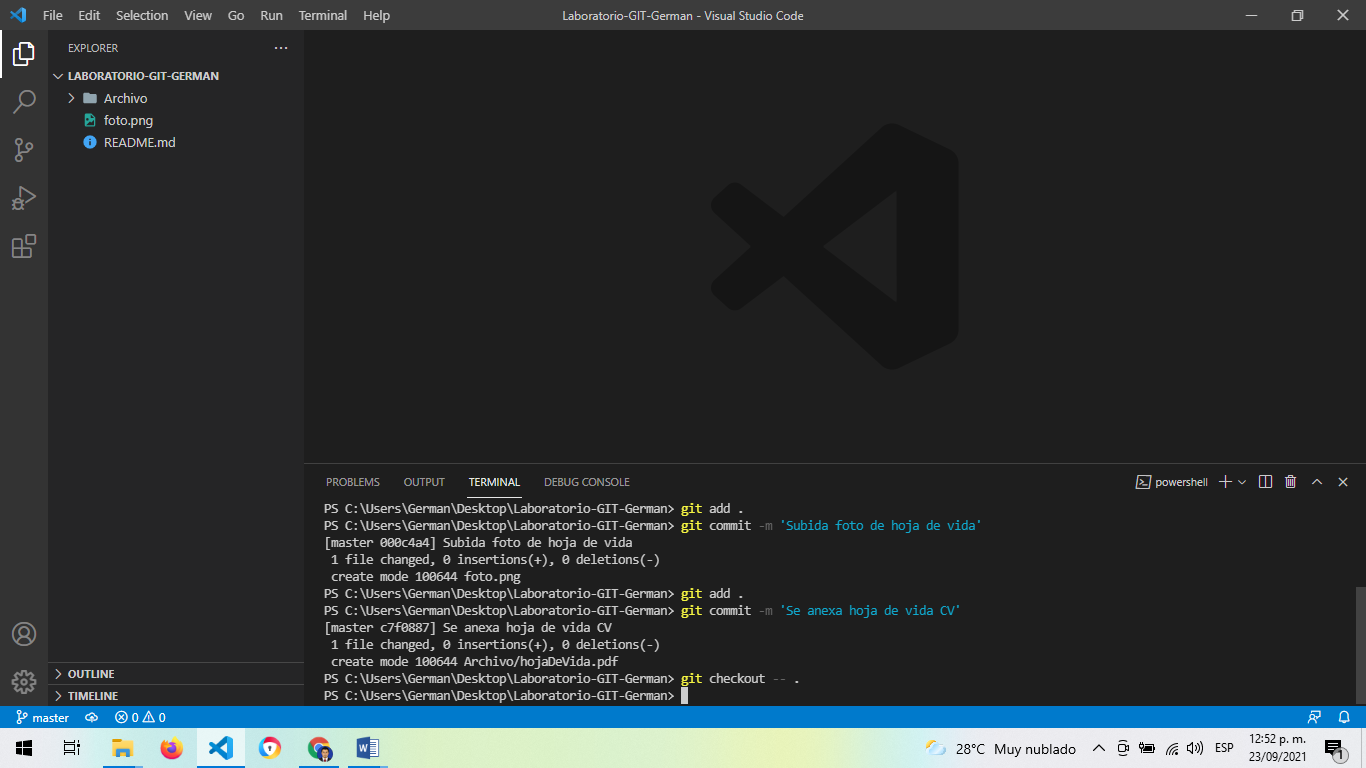 File Edit Selection View Go Run Terminal Help
Laboratorio-GIT-German - Visual Studio Code
EXPLORER
LABORATORIO-GIT-GERMAN
Archivo
foto.png
README.md
OUTLINE
TIMELINE
PROBLEMS OUTPUT TERMINAL DEBUG CONSOLE
powershell
PS C:\Users\German\Desktop\Laboratorio-GIT-German> git add .
PS C:\Users\German\Desktop\Laboratorio-GIT-German> git commit -m 'Subida foto de hoja de vida'
[master 000c4a4] Subida foto de hoja de vida
1 file changed, 0 insertions(+), 0 deletions(-)
create mode 100644 foto.png
PS C:\Users\German\Desktop\Laboratorio-GIT-German> git add .
PS C:\Users\German\Desktop\Laboratorio-GIT-German> git commit -m 'Se anexa hoja de vida CV'
[master c7f0887] Se anexa hoja de vida CV
1 file changed, 0 insertions(+), 0 deletions(-)
create mode 100644 Archivo/hojaDeVida.pdf
PS C:\Users\German\Desktop\Laboratorio-GIT-German> git checkout -- .
PS C:\Users\German\Desktop\Laboratorio-GIT-German>
master 0 0
28°C Muy nublado
ESP
12:52 p. m.
23/09/2021
1